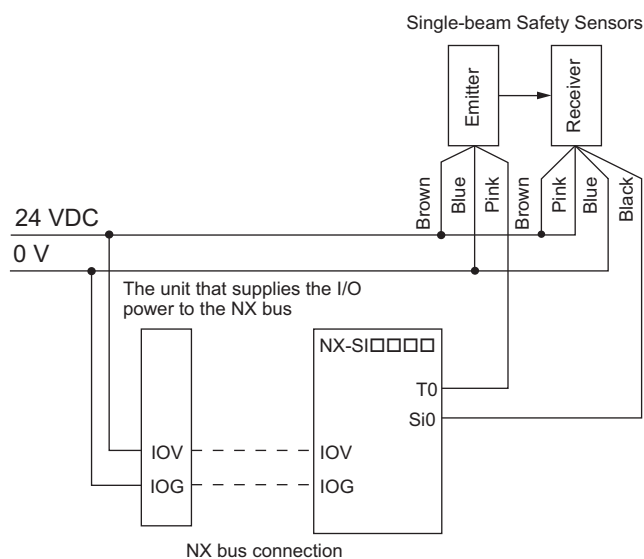 Single-beam Safety Sensors
Emitter
Receiver
Brown
Blue
Pink
Brown
Pink
Blue
Black
24 VDC
0 V
The unit that supplies the I/O
power to the NX bus
NX-SI□□□□
T0
Si0
IOV
IOV
IOG
IOG
NX bus connection